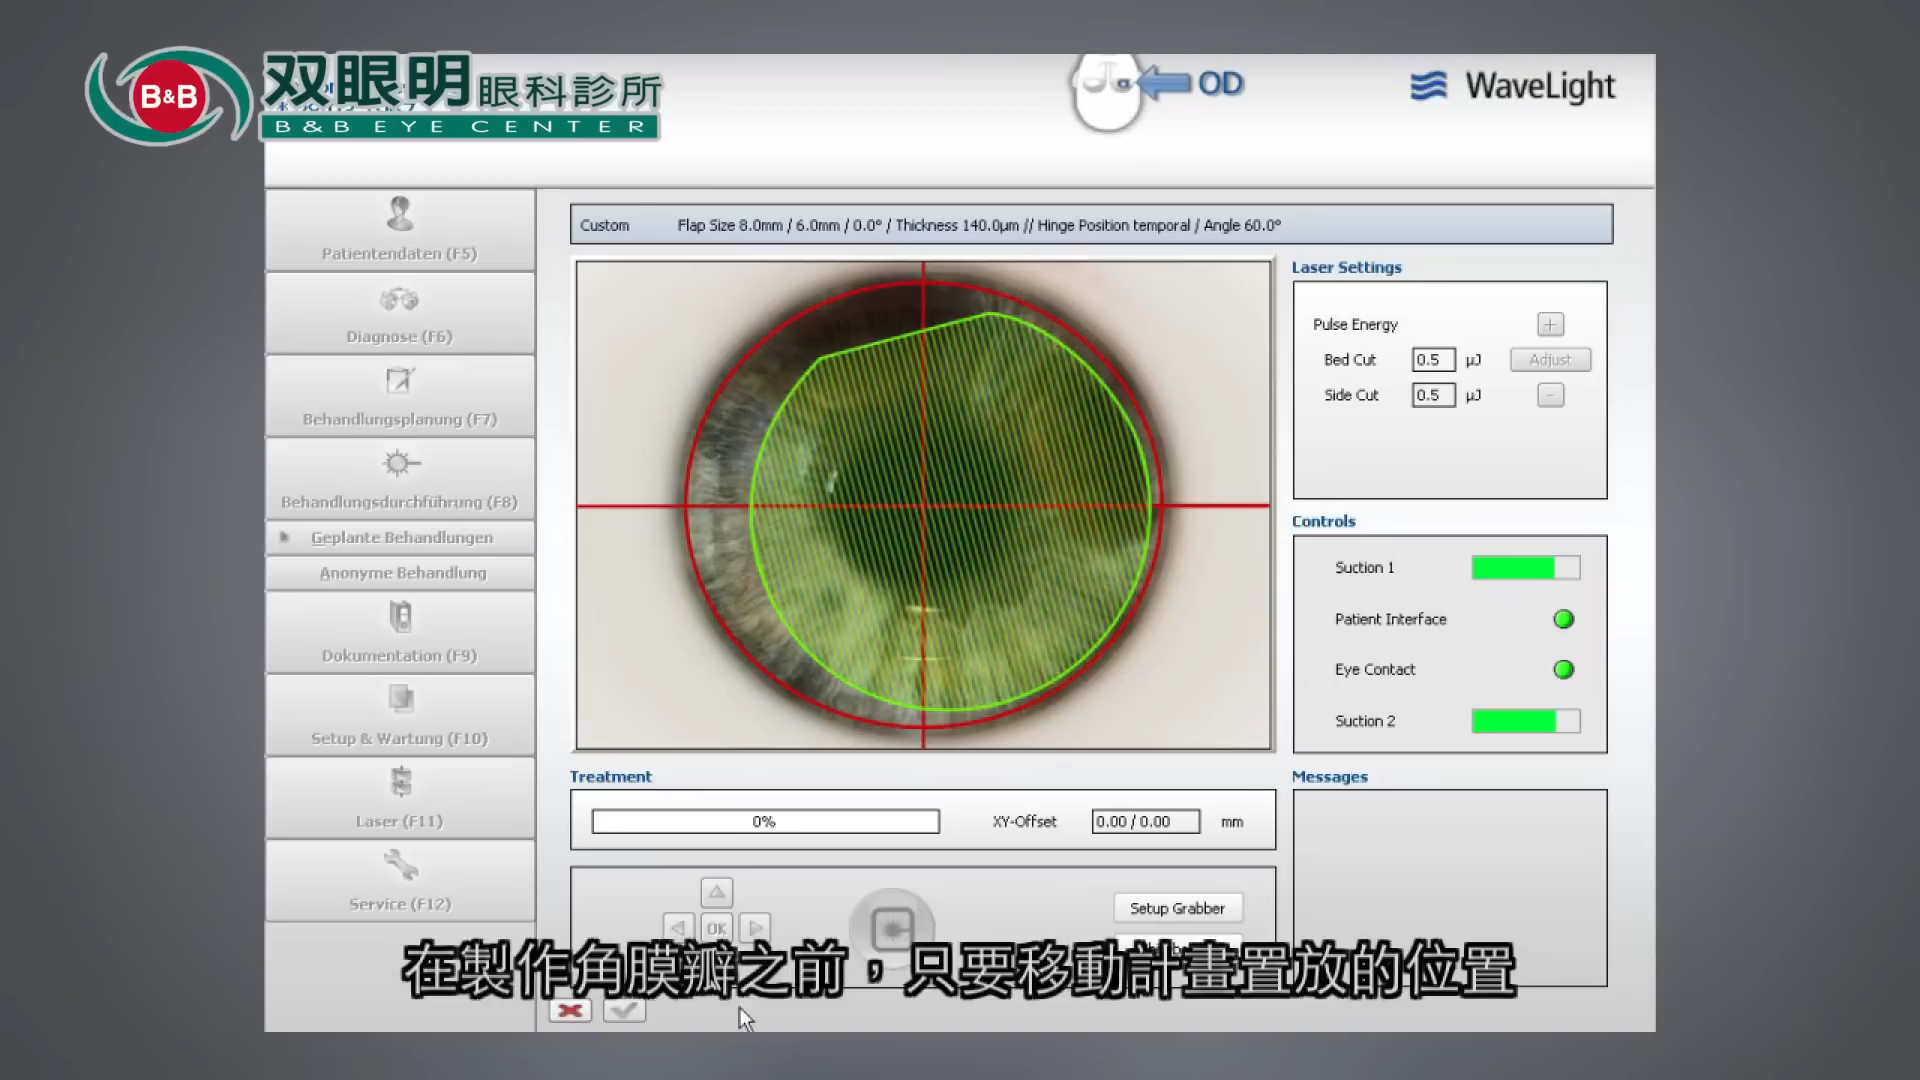 B&B 双眼明眼科診所
B&B EYE CENTER
OD
WaveLight
Patientendaten (F5)
Diagnose (F6)
Behandlungsplanung (F7)
Behandlungsdurchführung (F8)
Geplante Behandlungen
Anonyme Behandlung
Dokumentation (F9)
Setup & Wartung (F10)
Laser (F11)
Service (F12)
Custom Flap Size 8.0mm / 6.0mm / 0.0° / Thickness 140.0µm // Hinge Position temporal / Angle 60.0°
Laser Settings
Pulse Energy +
Bed Cut 0.5 µJ Adjust
Side Cut 0.5 µJ -
Controls
Suction 1
Patient Interface
Eye Contact
Suction 2
Treatment
0% XY-Offset 0.00 / 0.00 mm
Messages
OK
Setup Grabber
在製作角膜瓣之前，只要移動計畫置放的位置